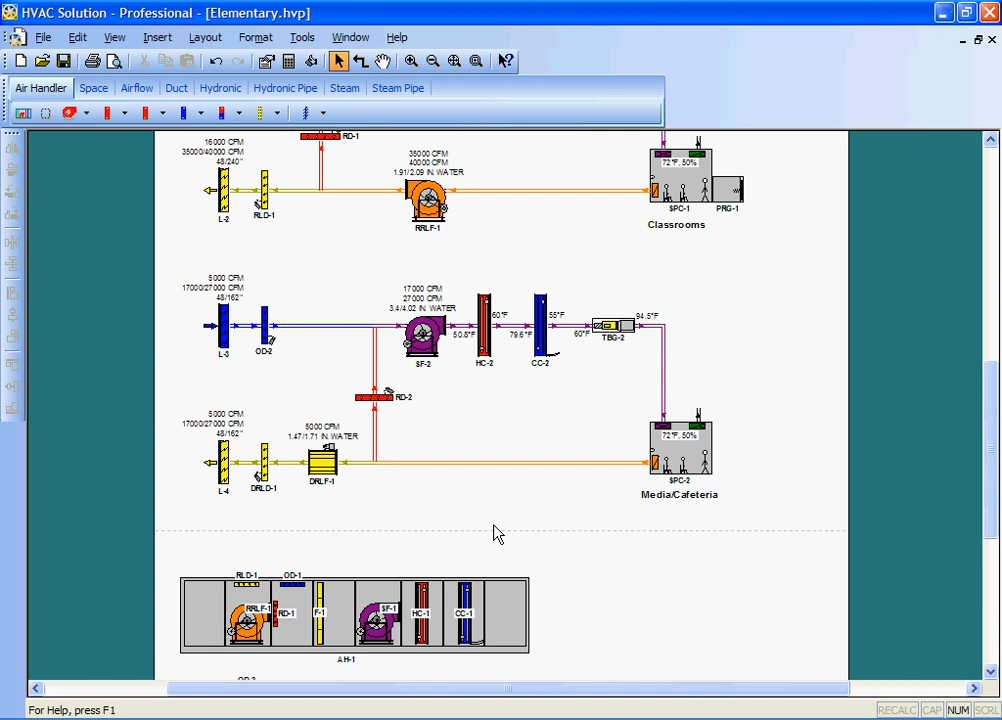 HVAC Solution - Professional - [Elementary.hvp]
File Edit View Insert Layout Format Tools Window Help
Air Handler Space Airflow Duct Hydronic Hydronic Pipe Steam Steam Pipe
RD-1
16000 CFM
35000/40000 CFM
48/240"
35000 CFM
40000 CFM
1.91/2.09 IN. WATER
72°F, 50%
L-2
RLD-1
RRLF-1
SPC-1
PRG-1
Classrooms
5000 CFM
17000/27000 CFM
48/162"
17000 CFM
27000 CFM
3.4/4.02 IN. WATER
60°F
55°F
94.5°F
50.8°F
79.6°F
60°F
L-3
OD-2
SF-2
HC-2
CC-2
TBG-2
RD-2
5000 CFM
17000/27000 CFM
48/162"
5000 CFM
1.47/1.71 IN. WATER
72°F, 50%
L-4
DRLD-1
DRLF-1
SPC-2
Media/Cafeteria
RLD-1
OD-1
RRLF-1
RD-1
F-1
SF-1
HC-1
CC-1
AH-1
For Help, press F1
RECALC CAP NUM SCRL